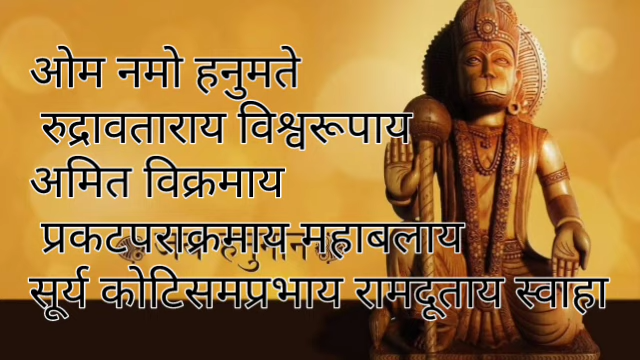 ओम नमो हनुमते
रुद्रावताराय विश्वरूपाय
अमित विक्रमाय
प्रकटपराक्रमाय महाबलाय
सूर्य कोटिसमप्रभाय रामदूताय स्वाहा